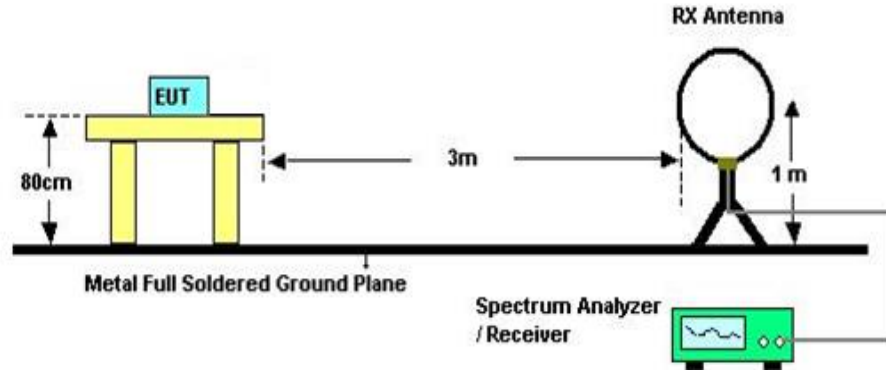 RX Antenna
EUT
80cm
3m
1 m
Metal Full Soldered Ground Plane
Spectrum Analyzer
/ Receiver